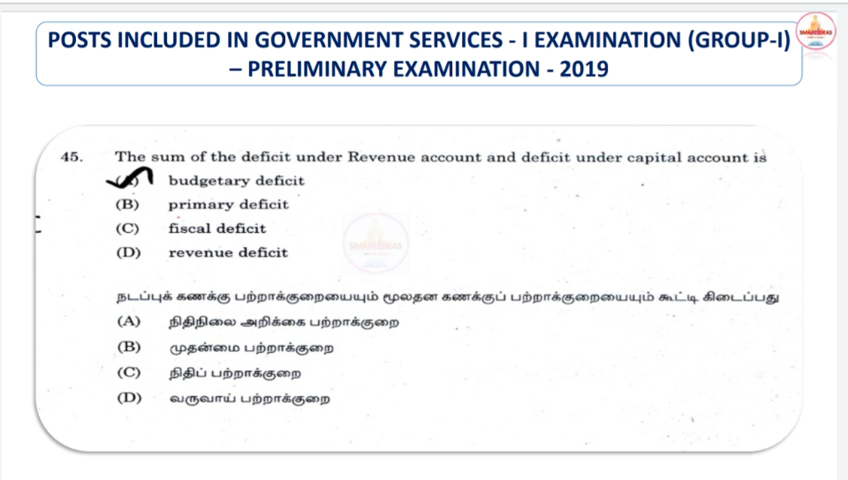 POSTS INCLUDED IN GOVERNMENT SERVICES - I EXAMINATION (GROUP-I)
– PRELIMINARY EXAMINATION - 2019
45. The sum of the deficit under Revenue account and deficit under capital account is
budgetary deficit
(B) primary deficit
(C) fiscal deficit
(D) revenue deficit
நடப்புக் கணக்கு பற்றாக்குறையையும் மூலதன கணக்குப் பற்றாக்குறையையும் கூட்டி கிடைப்பது
(A) நிதிநிலை அறிக்கை பற்றாக்குறை
(B) முதன்மை பற்றாக்குறை
(C) நிதிப் பற்றாக்குறை
(D) வருவாய் பற்றாக்குறை